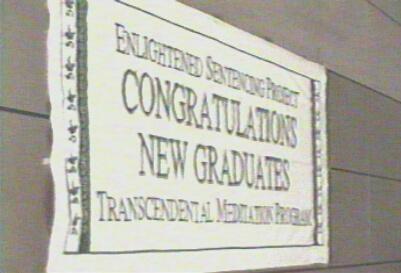 ENLIGHTENED SENTENCING PROJECT
CONGRATULATIONS
NEW GRADUATES
TRANSCENDENTAL MEDITATION PROGRAM